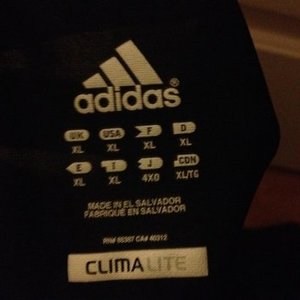 adidas®
UK USA F D
XL XL XL XL
E I J CDN
XL XL 4XO XL/TG
MADE IN EL SALVADOR
FABRIQUÉ EN SALVADOR
CLIMALITE